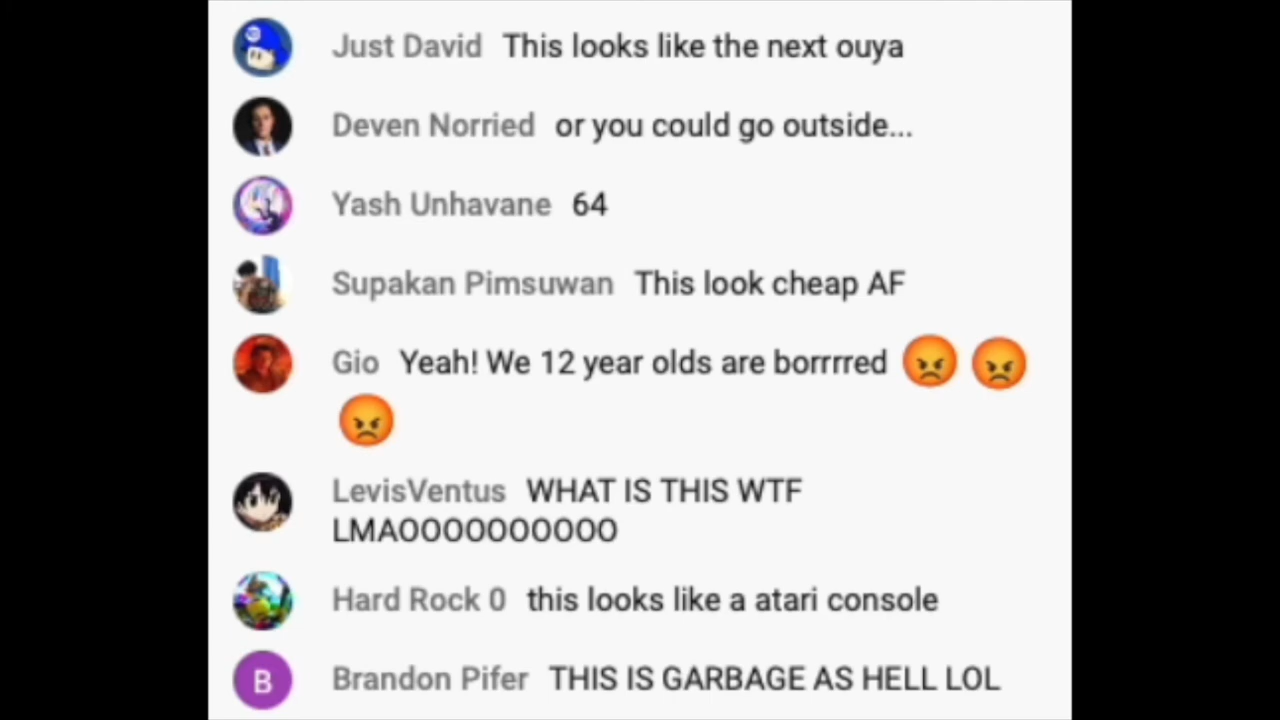 Just David This looks like the next ouya
Deven Norried or you could go outside...
Yash Unhavane 64
Supakan Pimsuwan This look cheap AF
Gio Yeah! We 12 year olds are borrrred 😡 😡
😡
LevisVentus WHAT IS THIS WTF
LMAOOOOOOOOOO
Hard Rock 0 this looks like a atari console
B Brandon Pifer THIS IS GARBAGE AS HELL LOL